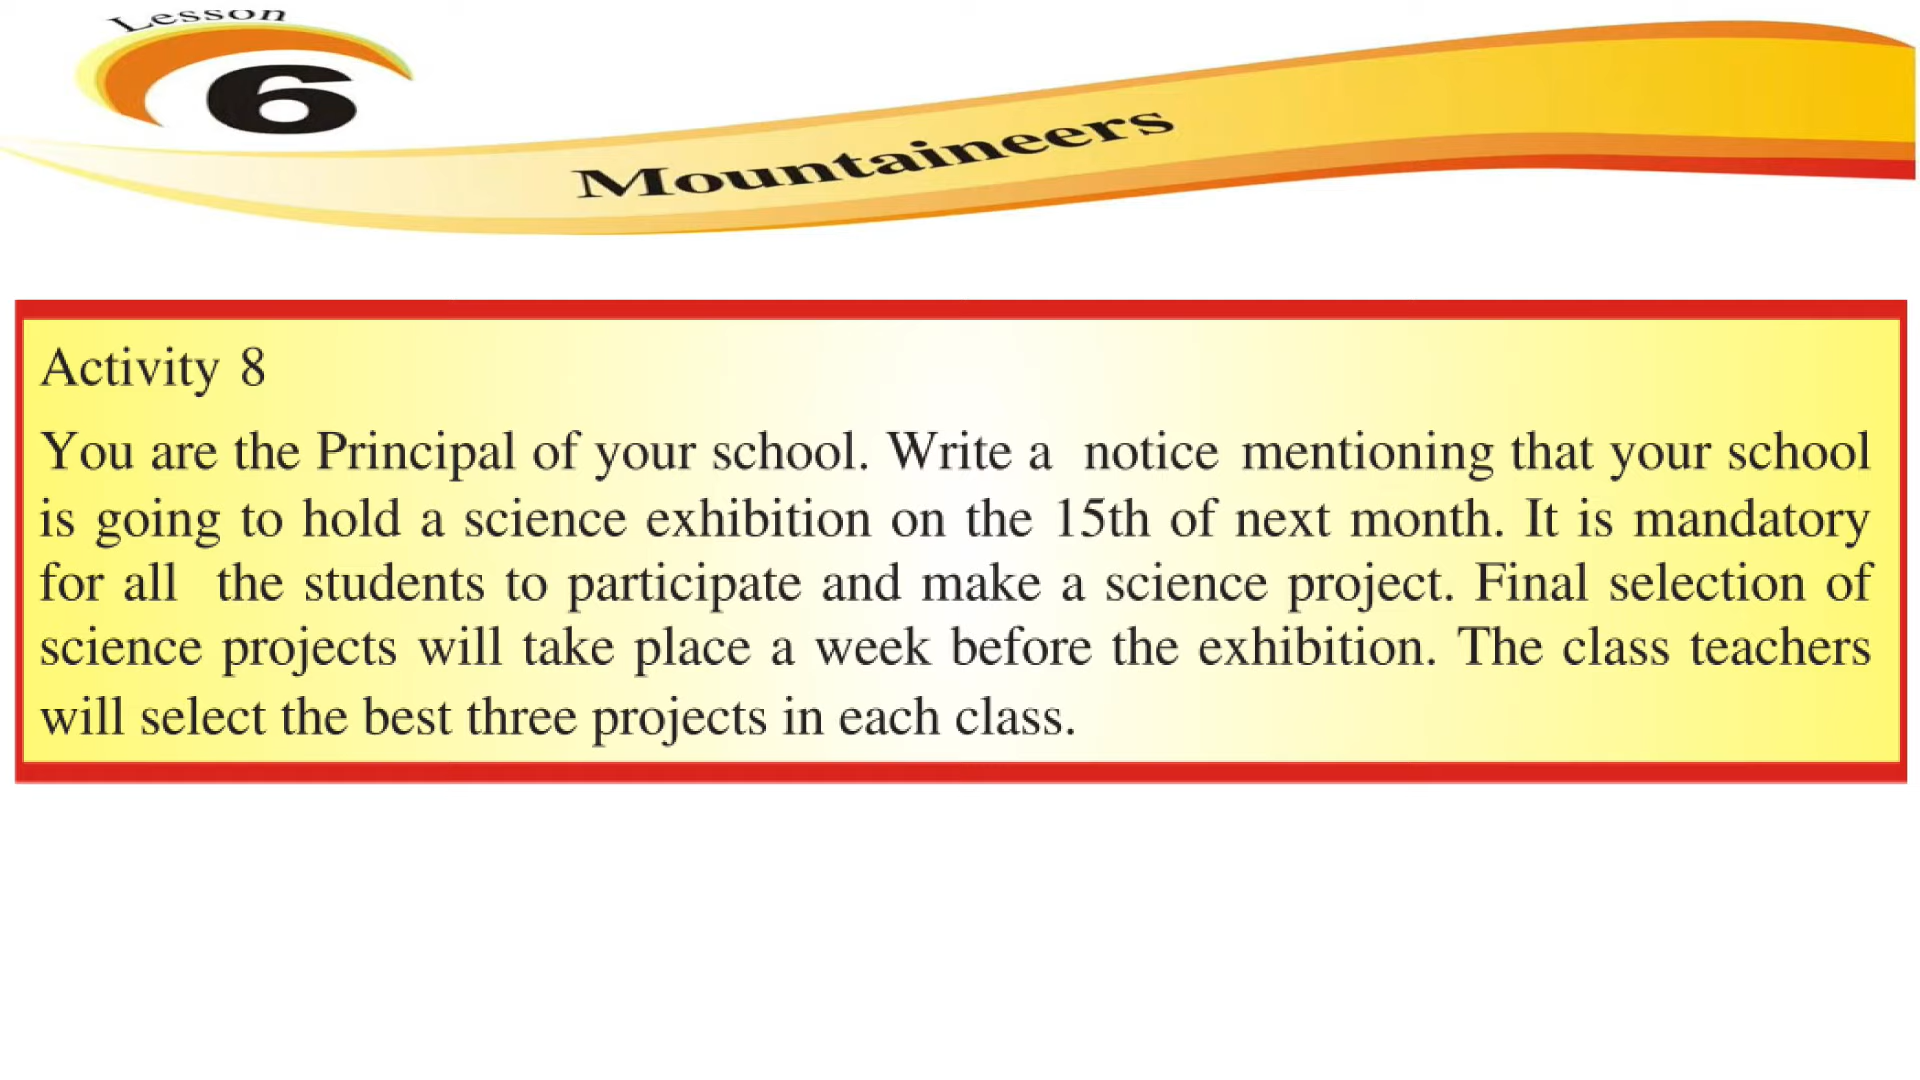 Lesson
6
Mountaineers
Activity 8
You are the Principal of your school. Write a notice mentioning that your school
is going to hold a science exhibition on the 15th of next month. It is mandatory
for all the students to participate and make a science project. Final selection of
science projects will take place a week before the exhibition. The class teachers
will select the best three projects in each class.